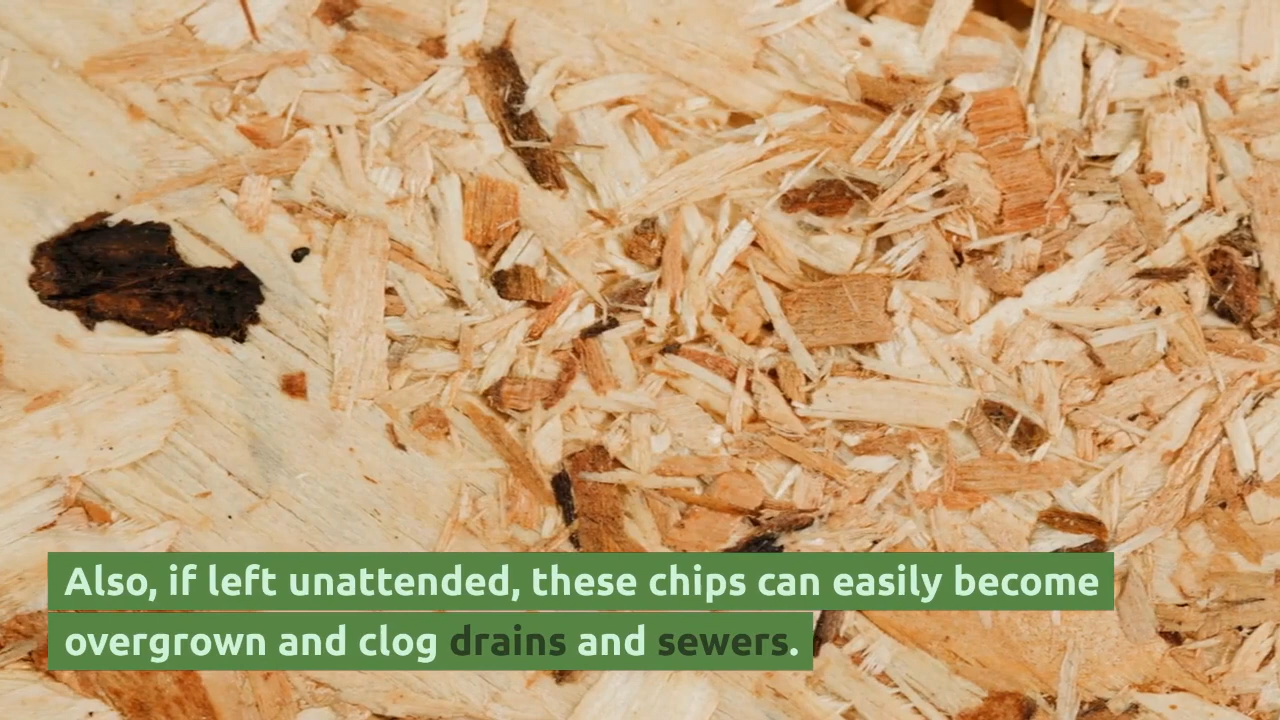 Also, if left unattended, these chips can easily become
overgrown and clog drains and sewers.